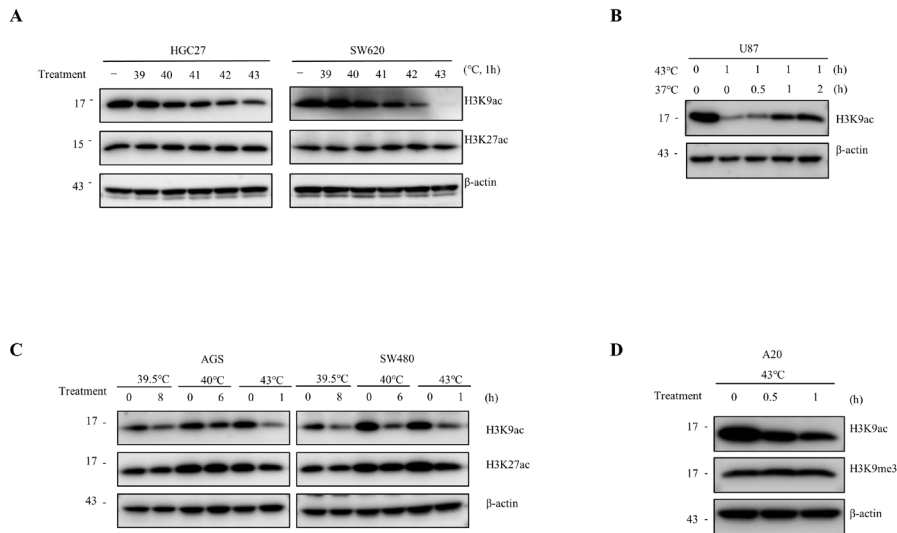 A
HGC27 SW620
Treatment – 39 40 41 42 43 – 39 40 41 42 43 (℃, 1h)
17 - H3K9ac
15 - H3K27ac
43 - β-actin
B
U87
43℃ 0 1 1 1 1 (h)
37℃ 0 0 0.5 1 2 (h)
17 - H3K9ac
43 - β-actin
C
AGS SW480
39.5℃ 40℃ 43℃ 39.5℃ 40℃ 43℃
Treatment 0 8 0 6 0 1 0 8 0 6 0 1 (h)
17 - H3K9ac
17 - H3K27ac
43 - β-actin
D
A20
43℃
Treatment 0 0.5 1 (h)
17 - H3K9ac
17 - H3K9me3
43 - β-actin